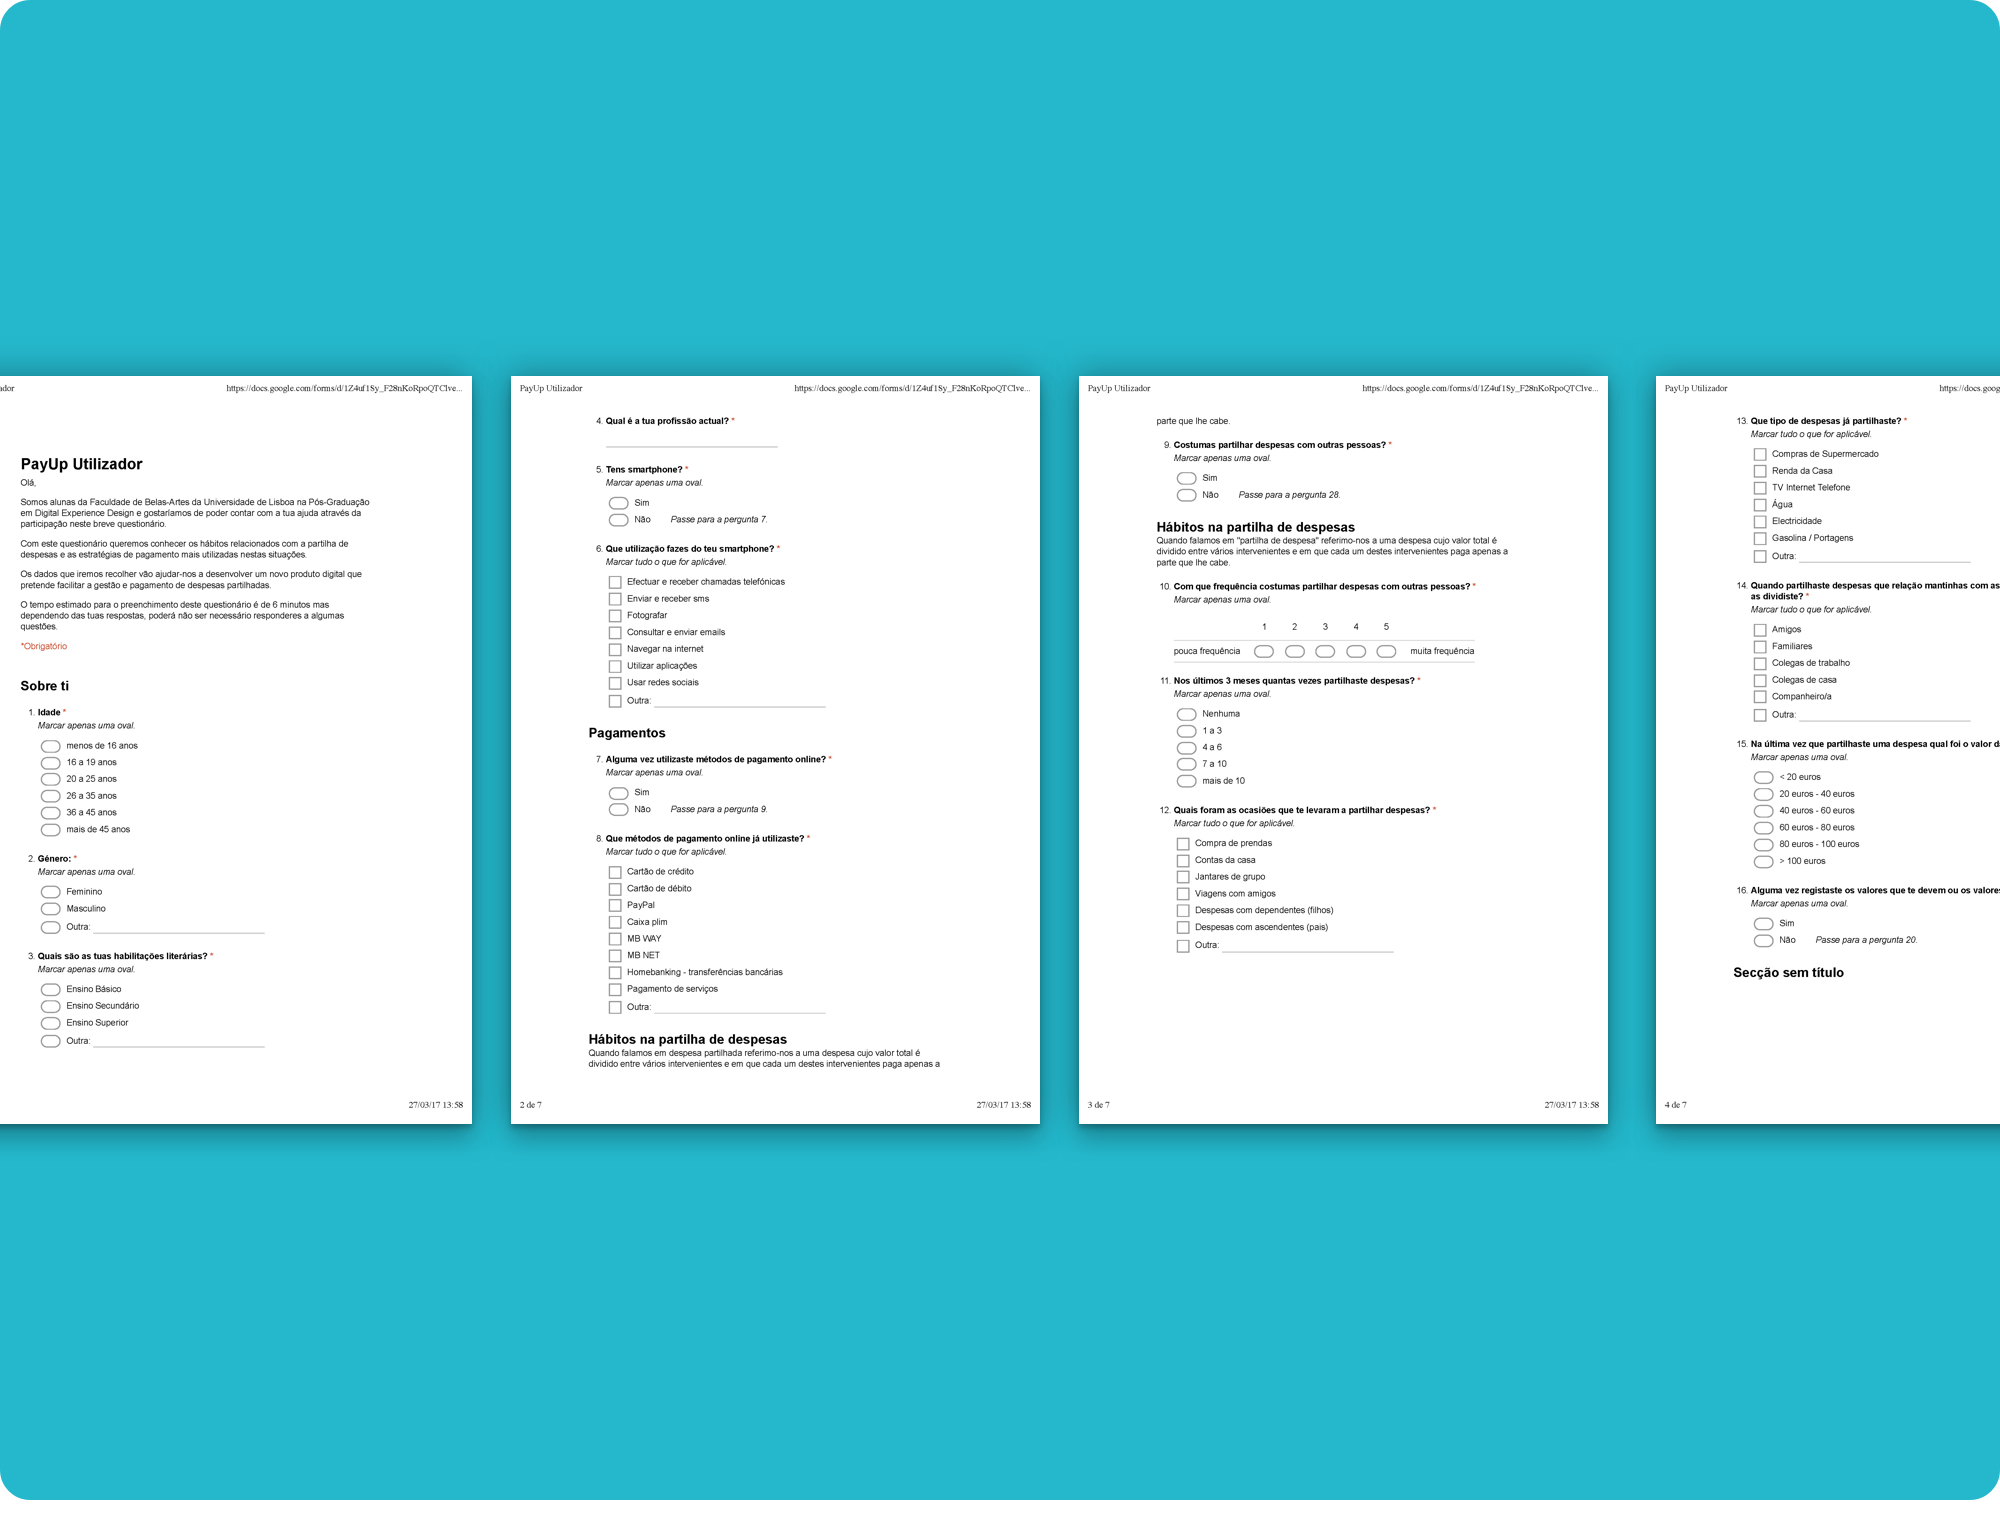 ador
https://docs.google.com/forms/d/1Z4uf1Sy_F28nKoRpoQTClve...
PayUp Utilizador
Olá,
Somos alunas da Faculdade de Belas-Artes da Universidade de Lisboa na Pós-Graduação
em Digital Experience Design e gostaríamos de poder contar com a tua ajuda através da
participação neste breve questionário.
Com este questionário queremos conhecer os hábitos relacionados com a partilha de
despesas e as estratégias de pagamento mais utilizadas nestas situações.
Os dados que iremos recolher vão ajudar-nos a desenvolver um novo produto digital que
pretende facilitar a gestão e pagamento de despesas partilhadas.
O tempo estimado para o preenchimento deste questionário é de 6 minutos mas
dependendo das tuas respostas, poderá não ser necessário responderes a algumas
questões.
*Obrigatório
Sobre ti
1. Idade *
Marcar apenas uma oval.
menos de 16 anos
16 a 19 anos
20 a 25 anos
26 a 35 anos
36 a 45 anos
mais de 45 anos
2. Género: *
Marcar apenas uma oval.
Feminino
Masculino
Outra:
3. Quais são as tuas habilitações literárias? *
Marcar apenas uma oval.
Ensino Básico
Ensino Secundário
Ensino Superior
Outra:
27/03/17 13:58
PayUp Utilizador
https://docs.google.com/forms/d/1Z4uf1Sy_F28nKoRpoQTClve...
4. Qual é a tua profissão actual? *
5. Tens smartphone? *
Marcar apenas uma oval.
Sim
Não Passe para a pergunta 7.
6. Que utilização fazes do teu smartphone? *
Marcar tudo o que for aplicável.
Efectuar e receber chamadas telefónicas
Enviar e receber sms
Fotografar
Consultar e enviar emails
Navegar na internet
Utilizar aplicações
Usar redes sociais
Outra:
Pagamentos
7. Alguma vez utilizaste métodos de pagamento online? *
Marcar apenas uma oval.
Sim
Não Passe para a pergunta 9.
8. Que métodos de pagamento online já utilizaste? *
Marcar tudo o que for aplicável.
Cartão de crédito
Cartão de débito
PayPal
Caixa plim
MB WAY
MB NET
Homebanking - transferências bancárias
Pagamento de serviços
Outra:
Hábitos na partilha de despesas
Quando falamos em despesa partilhada referimo-nos a uma despesa cujo valor total é
dividido entre vários intervenientes e em que cada um destes intervenientes paga apenas a
2 de 7
27/03/17 13:58
PayUp Utilizador
https://docs.google.com/forms/d/1Z4uf1Sy_F28nKoRpoQTClve...
parte que lhe cabe.
9. Costumas partilhar despesas com outras pessoas? *
Marcar apenas uma oval.
Sim
Não Passe para a pergunta 28.
Hábitos na partilha de despesas
Quando falamos em "partilha de despesa" referimo-nos a uma despesa cujo valor total é
dividido entre vários intervenientes e em que cada um destes intervenientes paga apenas a
parte que lhe cabe.
10. Com que frequência costumas partilhar despesas com outras pessoas? *
Marcar apenas uma oval.
1 2 3 4 5
pouca frequência muita frequência
11. Nos últimos 3 meses quantas vezes partilhaste despesas? *
Marcar apenas uma oval.
Nenhuma
1 a 3
4 a 6
7 a 10
mais de 10
12. Quais foram as ocasiões que te levaram a partilhar despesas? *
Marcar tudo o que for aplicável.
Compra de prendas
Contas da casa
Jantares de grupo
Viagens com amigos
Despesas com dependentes (filhos)
Despesas com ascendentes (pais)
Outra:
3 de 7
27/03/17 13:58
PayUp Utilizador
https://docs.goog
13. Que tipo de despesas já partilhaste? *
Marcar tudo o que for aplicável.
Compras de Supermercado
Renda da Casa
TV Internet Telefone
Água
Electricidade
Gasolina / Portagens
Outra:
14. Quando partilhaste despesas que relação mantinhas com as
as dividiste? *
Marcar tudo o que for aplicável.
Amigos
Familiares
Colegas de trabalho
Colegas de casa
Companheiro/a
Outra:
15. Na última vez que partilhaste uma despesa qual foi o valor d
Marcar apenas uma oval.
< 20 euros
20 euros - 40 euros
40 euros - 60 euros
60 euros - 80 euros
80 euros - 100 euros
> 100 euros
16. Alguma vez registaste os valores que te devem ou os valores
Marcar apenas uma oval.
Sim
Não Passe para a pergunta 20.
Secção sem título
4 de 7